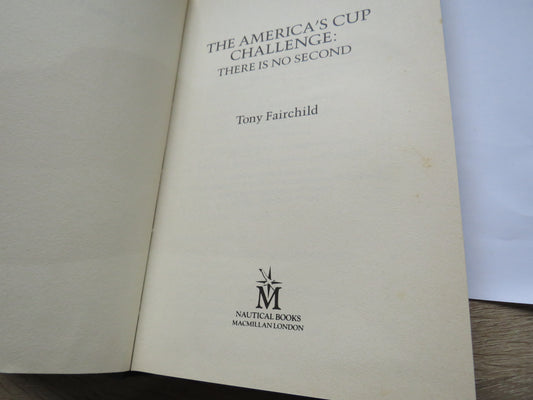 THE AMERICA'S CUP
CHALLENGE:
THERE IS NO SECOND
Tony Fairchild
M
NAUTICAL BOOKS
MACMILLAN LONDON